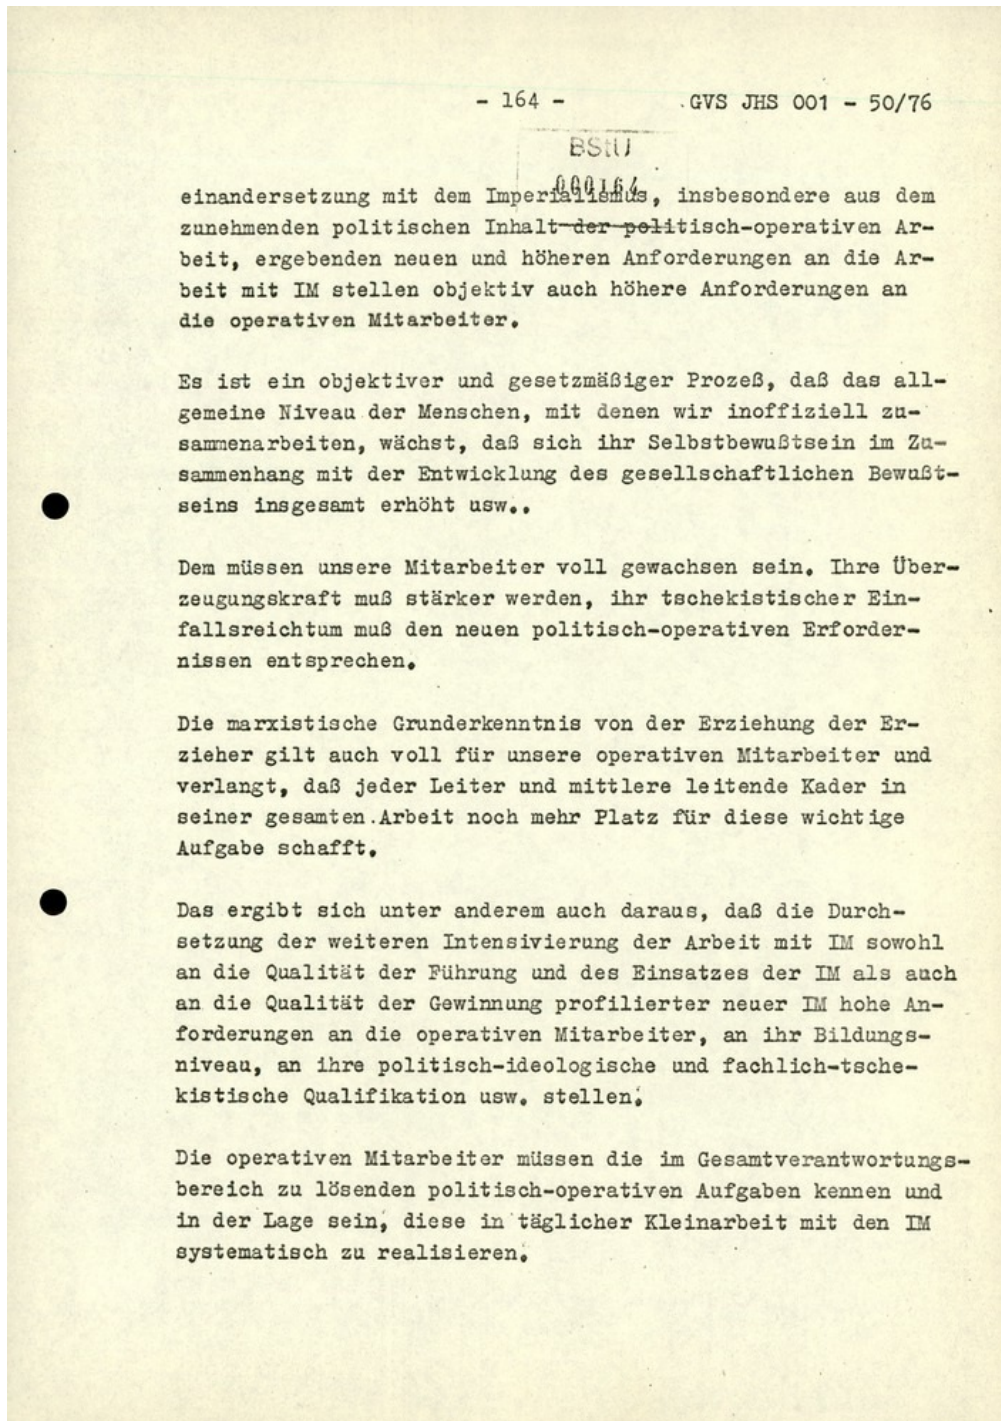 - 164 - GVS JHS 001 - 50/76
BStU
000164
einandersetzung mit dem Imperialismus, insbesondere aus dem
zunehmenden politischen Inhalt der politisch-operativen Ar-
beit, ergebenden neuen und höheren Anforderungen an die Ar-
beit mit IM stellen objektiv auch höhere Anforderungen an
die operativen Mitarbeiter.
Es ist ein objektiver und gesetzmäßiger Prozeß, daß das all-
gemeine Niveau der Menschen, mit denen wir inoffiziell zu-
sammenarbeiten, wächst, daß sich ihr Selbstbewußtsein im Zu-
sammenhang mit der Entwicklung des gesellschaftlichen Bewußt-
seins insgesamt erhöht usw..
Dem müssen unsere Mitarbeiter voll gewachsen sein. Ihre Über-
zeugungskraft muß stärker werden, ihr tschekistischer Ein-
fallsreichtum muß den neuen politisch-operativen Erforder-
nissen entsprechen.
Die marxistische Grunderkenntnis von der Erziehung der Er-
zieher gilt auch voll für unsere operativen Mitarbeiter und
verlangt, daß jeder Leiter und mittlere leitende Kader in
seiner gesamten Arbeit noch mehr Platz für diese wichtige
Aufgabe schafft.
Das ergibt sich unter anderem auch daraus, daß die Durch-
setzung der weiteren Intensivierung der Arbeit mit IM sowohl
an die Qualität der Führung und des Einsatzes der IM als auch
an die Qualität der Gewinnung profilierter neuer IM hohe An-
forderungen an die operativen Mitarbeiter, an ihr Bildungs-
niveau, an ihre politisch-ideologische und fachlich-tsche-
kistische Qualifikation usw. stellen.
Die operativen Mitarbeiter müssen die im Gesamtverantwortungs-
bereich zu lösenden politisch-operativen Aufgaben kennen und
in der Lage sein, diese in täglicher Kleinarbeit mit den IM
systematisch zu realisieren.